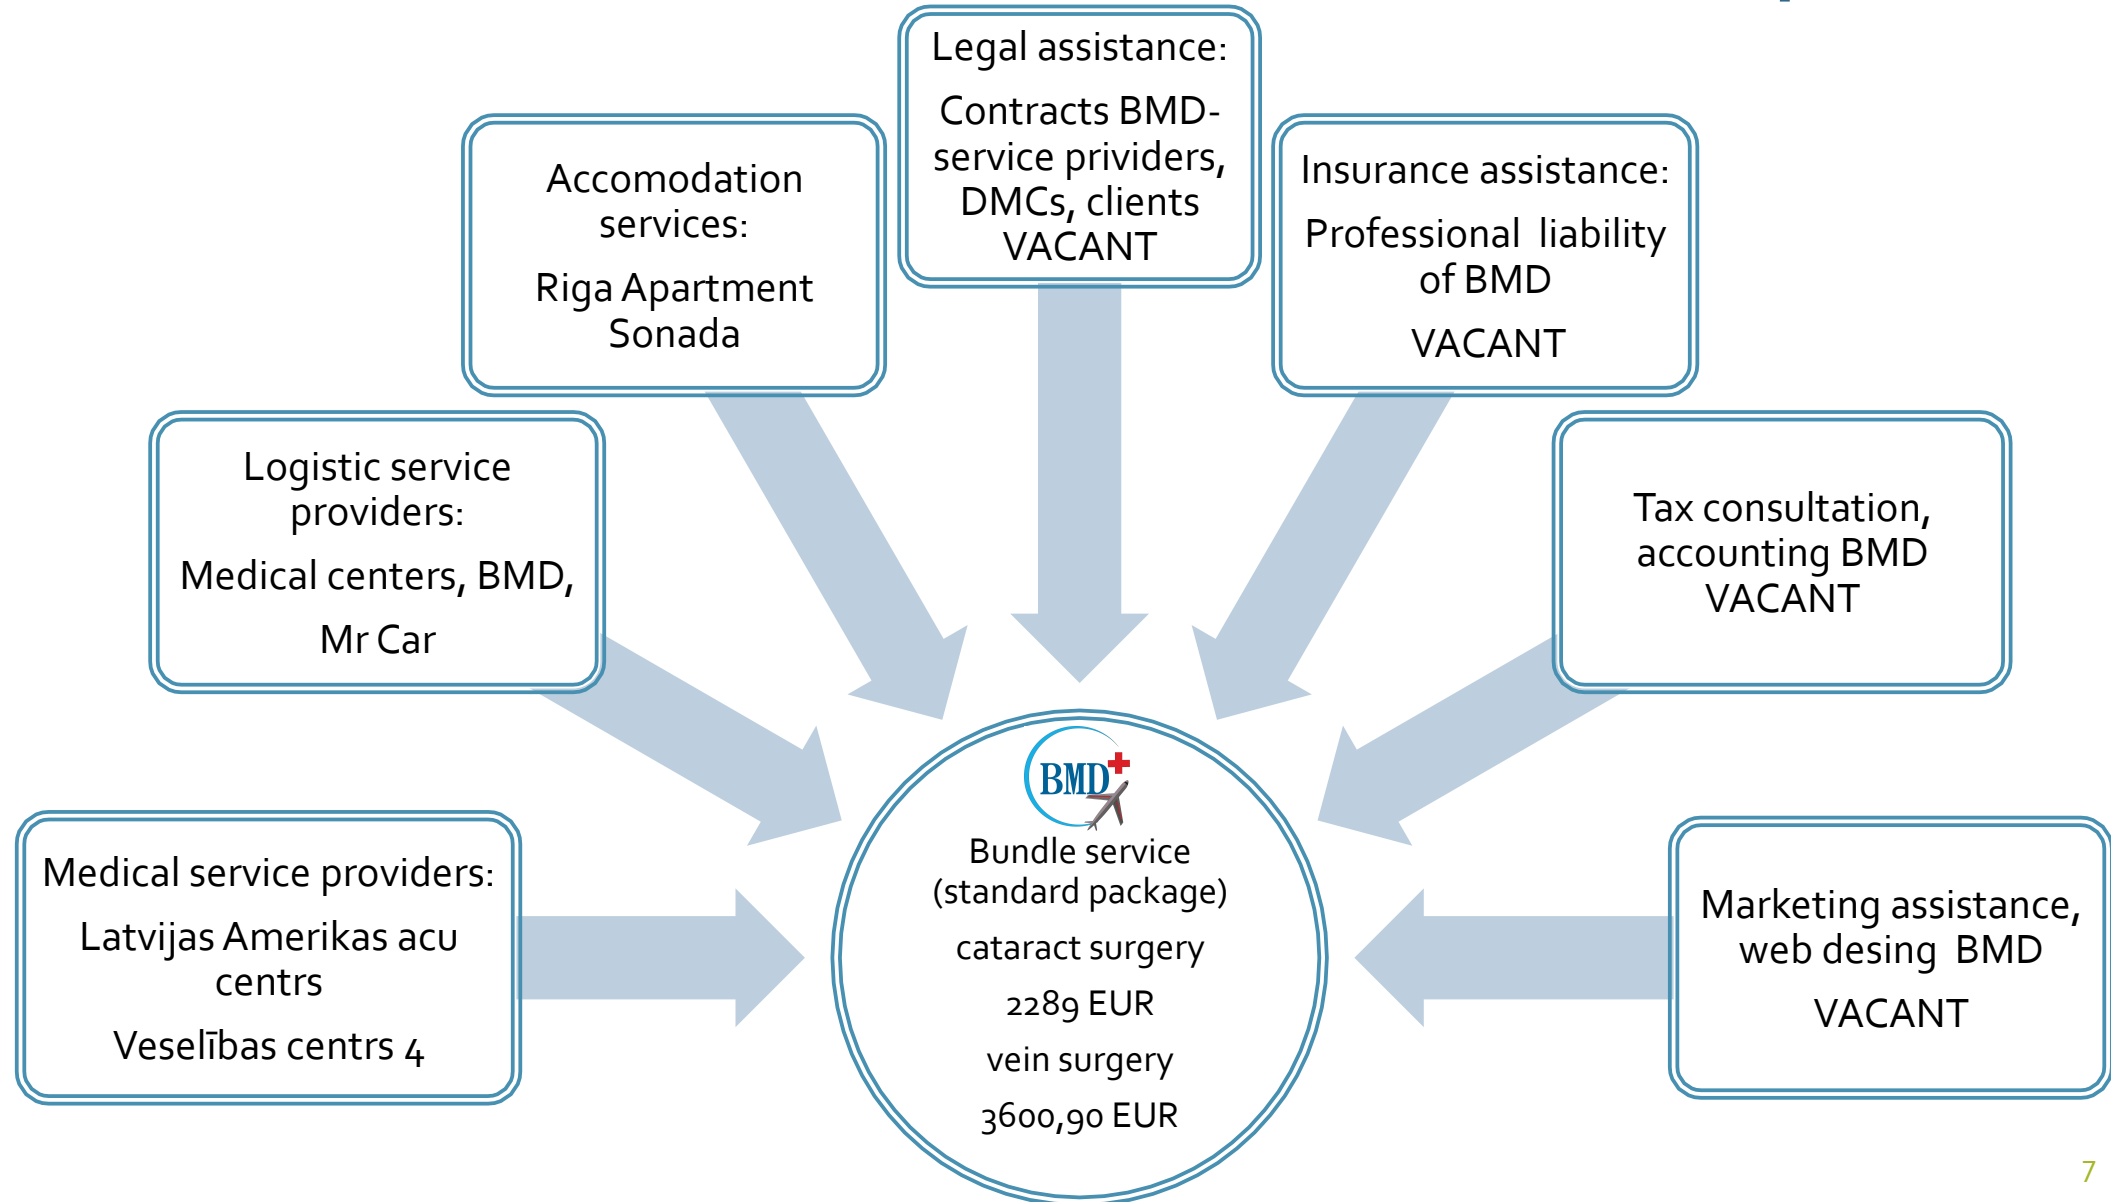 Legal assistance:
Contracts BMD-
service prividers,
DMCs, clients
VACANT
Accomodation
services:
Riga Apartment
Sonada
Insurance assistance:
Professional liability
of BMD
VACANT
Logistic service
providers:
Medical centers, BMD,
Mr Car
Tax consultation,
accounting BMD
VACANT
Medical service providers:
Latvijas Amerikas acu
centrs
Veselības centrs 4
BMD
Bundle service
(standard package)
cataract surgery
2289 EUR
vein surgery
3600,90 EUR
Marketing assistance,
web desing BMD
VACANT
7